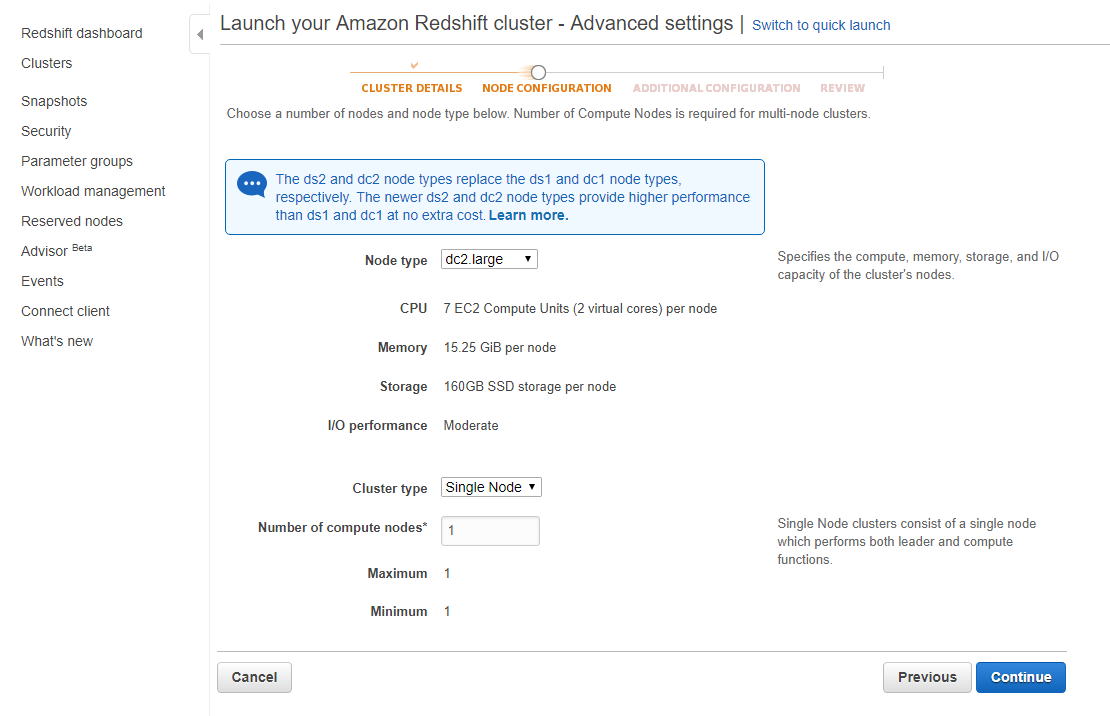 Redshift dashboard
Clusters
Snapshots
Security
Parameter groups
Workload management
Reserved nodes
Advisor Beta
Events
Connect client
What's new
Launch your Amazon Redshift cluster - Advanced settings | Switch to quick launch
CLUSTER DETAILS NODE CONFIGURATION ADDITIONAL CONFIGURATION REVIEW
Choose a number of nodes and node type below. Number of Compute Nodes is required for multi-node clusters.
The ds2 and dc2 node types replace the ds1 and dc1 node types,
respectively. The newer ds2 and dc2 node types provide higher performance
than ds1 and dc1 at no extra cost. Learn more.
Node type dc2.large
Specifies the compute, memory, storage, and I/O
capacity of the cluster's nodes.
CPU 7 EC2 Compute Units (2 virtual cores) per node
Memory 15.25 GiB per node
Storage 160GB SSD storage per node
I/O performance Moderate
Cluster type Single Node
Number of compute nodes* 1
Single Node clusters consist of a single node
which performs both leader and compute
functions.
Maximum 1
Minimum 1
Cancel Previous Continue